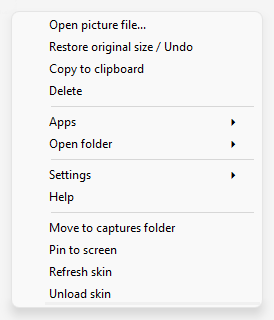 Open picture file...
Restore original size / Undo
Copy to clipboard
Delete
Apps
Open folder
Settings
Help
Move to captures folder
Pin to screen
Refresh skin
Unload skin